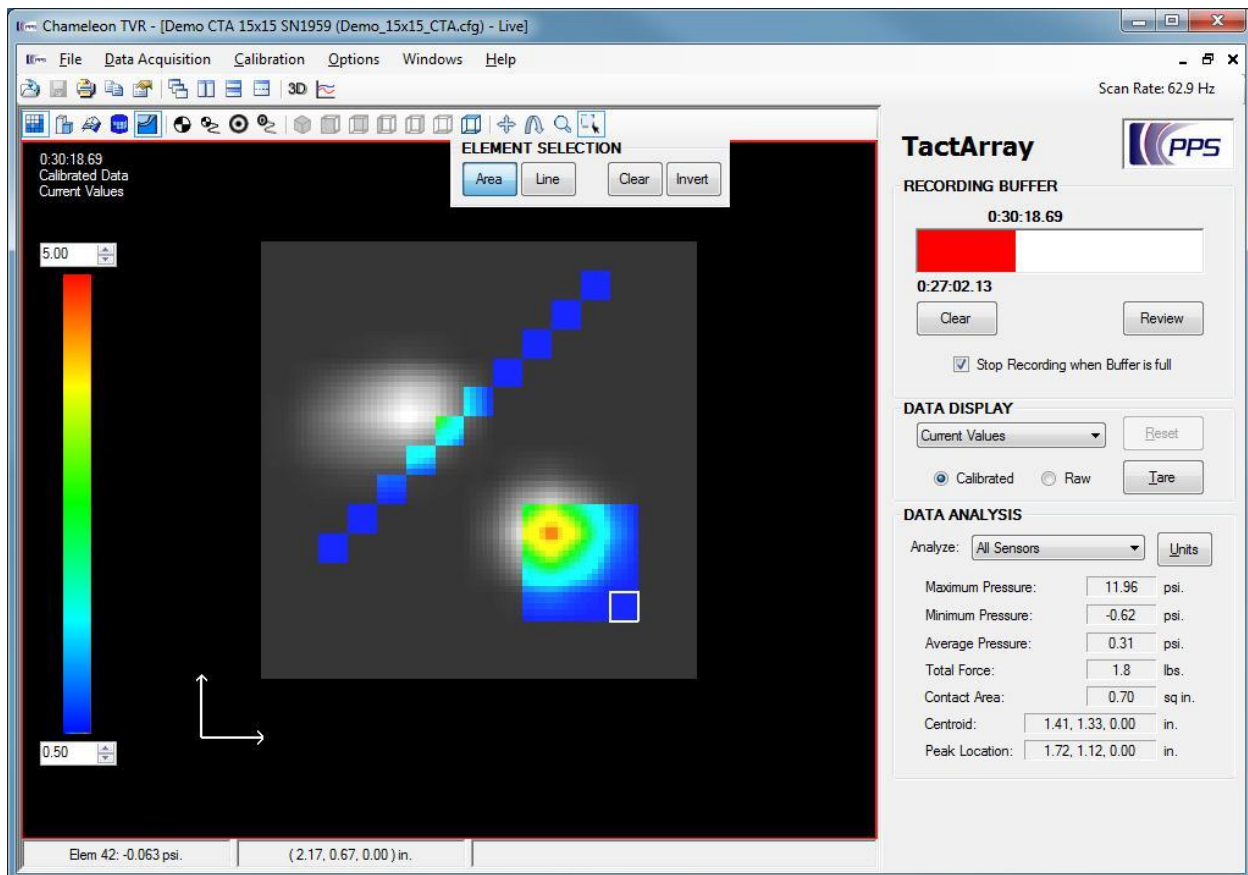 Chameleon TVR - [Demo CTA 15x15 SN1959 (Demo_15x15_CTA.cfg) - Live]
File Data Acquisition Calibration Options Windows Help
3D
Scan Rate: 62.9 Hz
0:30:18.69
Calibrated Data
Current Values
ELEMENT SELECTION
Area Line Clear Invert
5.00
0.50
Elem 42: -0.063 psi.
( 2.17, 0.67, 0.00 ) in.
TactArray
PPS
RECORDING BUFFER
0:30:18.69
0:27:02.13
Clear Review
Stop Recording when Buffer is full
DATA DISPLAY
Current Values Reset
Calibrated Raw Tare
DATA ANALYSIS
Analyze: All Sensors Units
Maximum Pressure: 11.96 psi.
Minimum Pressure: -0.62 psi.
Average Pressure: 0.31 psi.
Total Force: 1.8 lbs.
Contact Area: 0.70 sq in.
Centroid: 1.41, 1.33, 0.00 in.
Peak Location: 1.72, 1.12, 0.00 in.